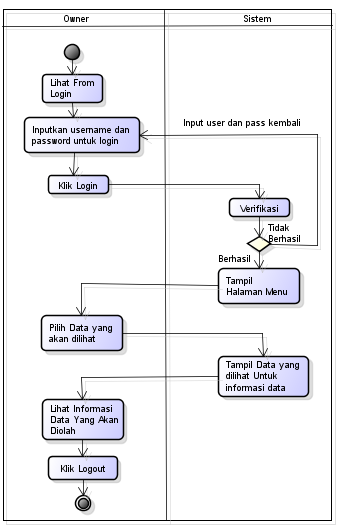 Owner
Sistem
Lihat From
Login
Inputkan username dan
password untuk login
Input user dan pass kembali
Klik Login
Verifikasi
Tidak
Berhasil
Berhasil
Tampil
Halaman Menu
Pilih Data yang
akan dilihat
Tampil Data yang
dilihat Untuk
informasi data
Lihat Informasi
Data Yang Akan
Diolah
Klik Logout